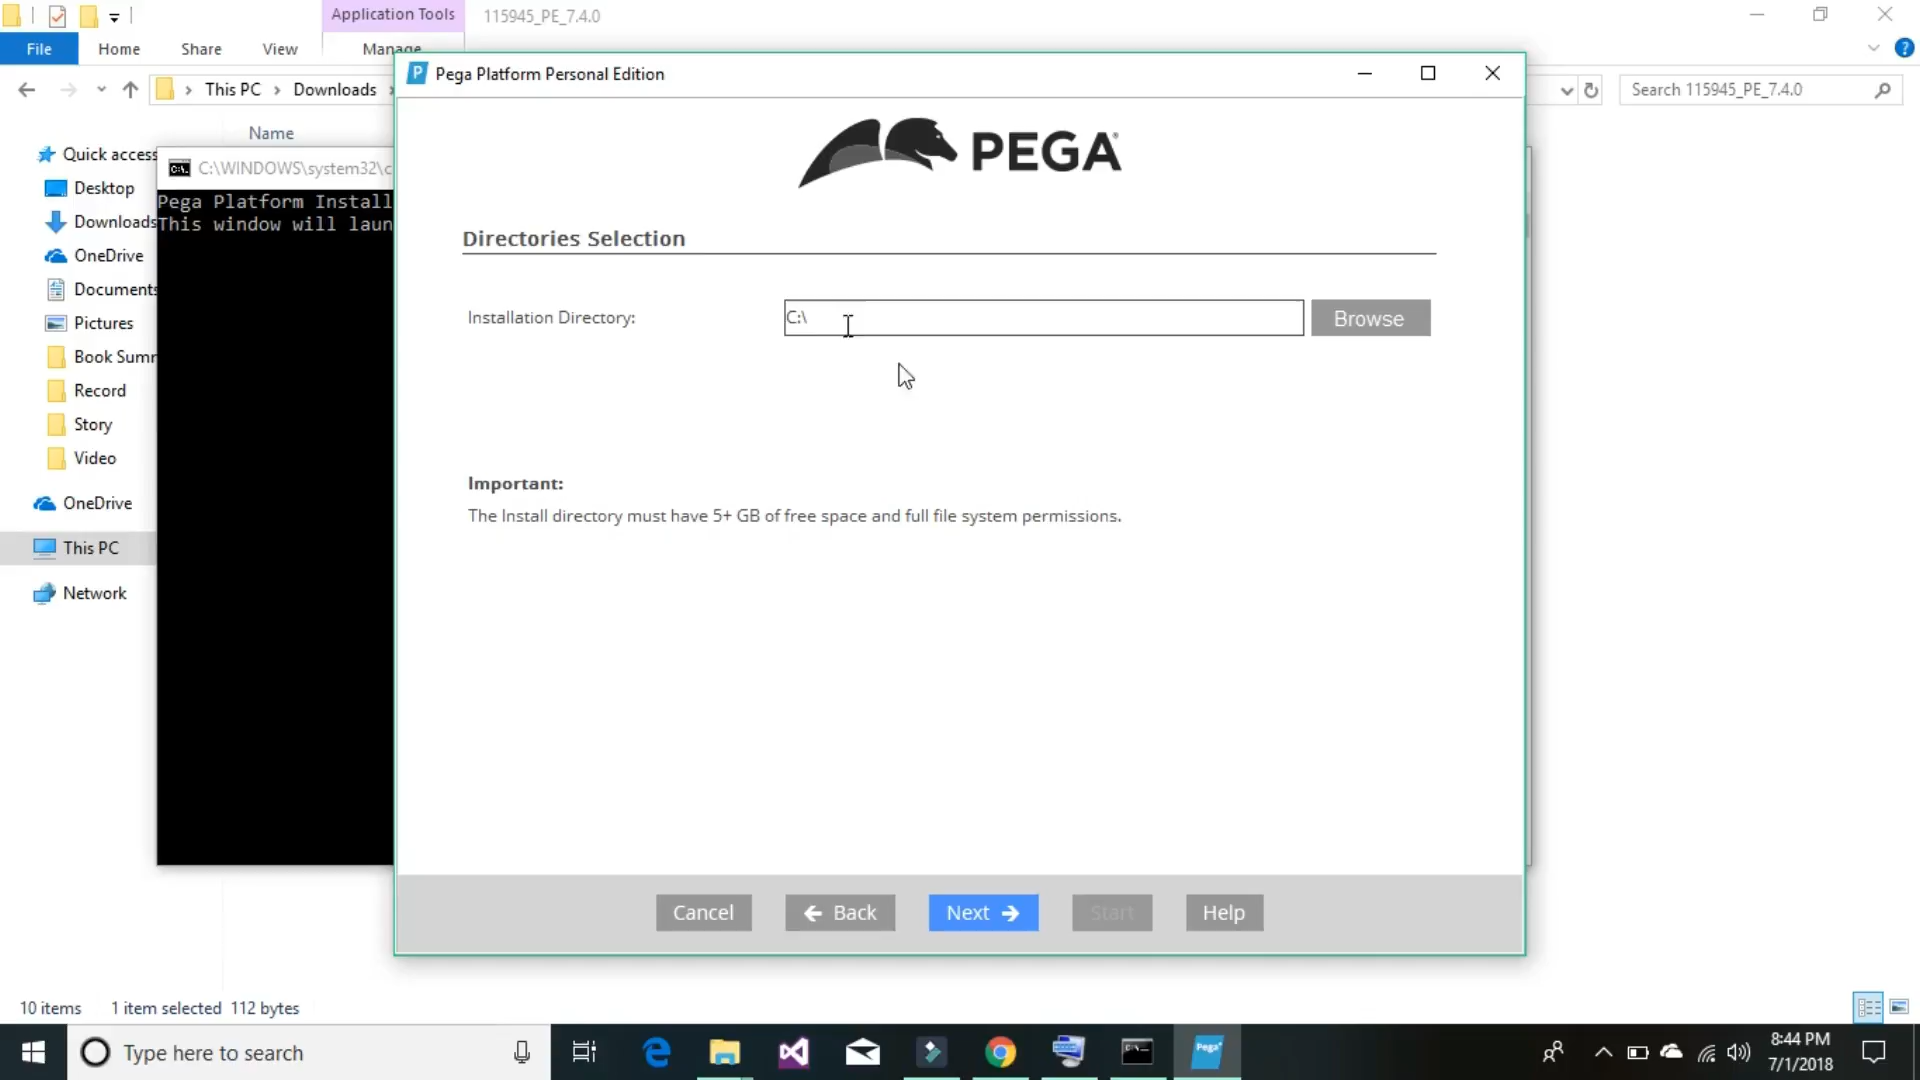 Application Tools
115945_PE_7.4.0
File
Home
Share
View
Manage
Pega Platform Personal Edition
This PC
Downloads
Search 115945_PE_7.4.0
Name
Quick access
Desktop
Downloads
OneDrive
Documents
Pictures
Book Summ
Record
Story
Video
OneDrive
This PC
Network
C:\WINDOWS\system32\c
Pega Platform Install
This window will laun
PEGA
Directories Selection
Installation Directory:
C:\
Browse
Important:
The Install directory must have 5+ GB of free space and full file system permissions.
Cancel
Back
Next
Start
Help
10 items
1 item selected 112 bytes
Type here to search
Pega
8:44 PM
7/1/2018